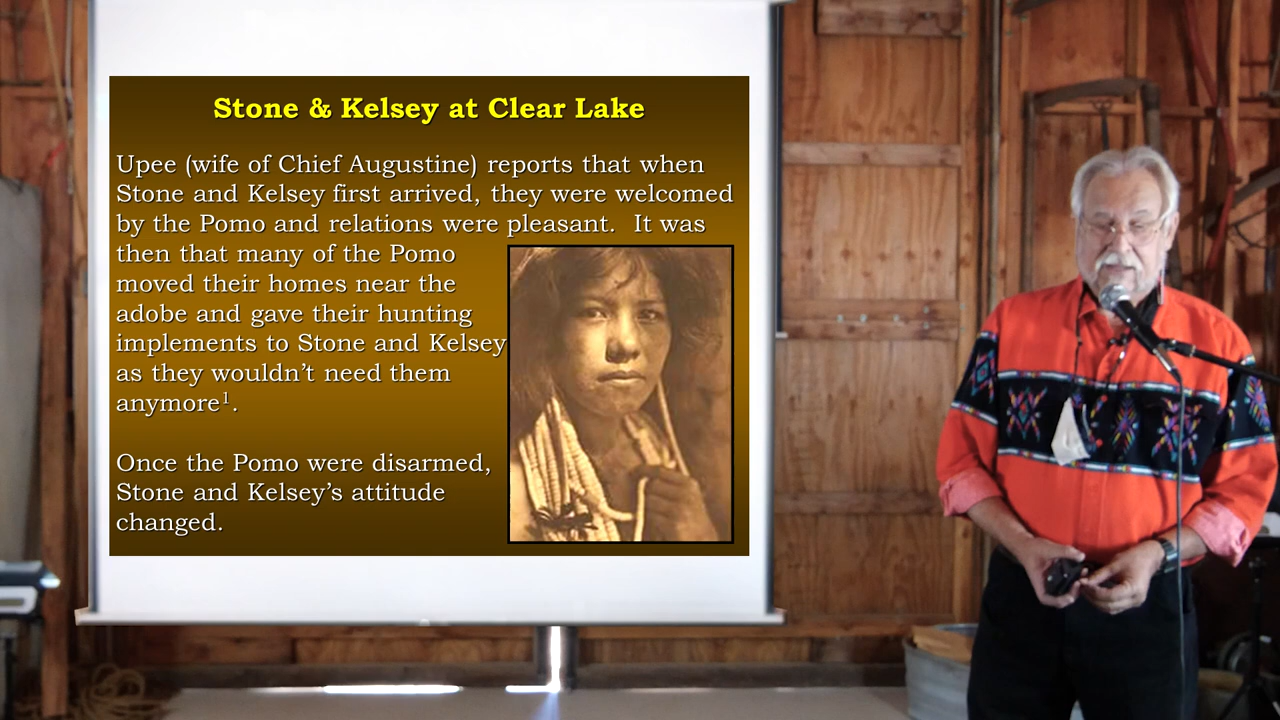 Stone & Kelsey at Clear Lake
Upee (wife of Chief Augustine) reports that when
Stone and Kelsey first arrived, they were welcomed
by the Pomo and relations were pleasant.  It was
then that many of the Pomo
moved their homes near the
adobe and gave their hunting
implements to Stone and Kelsey
as they wouldn’t need them
anymore¹.
Once the Pomo were disarmed,
Stone and Kelsey’s attitude
changed.